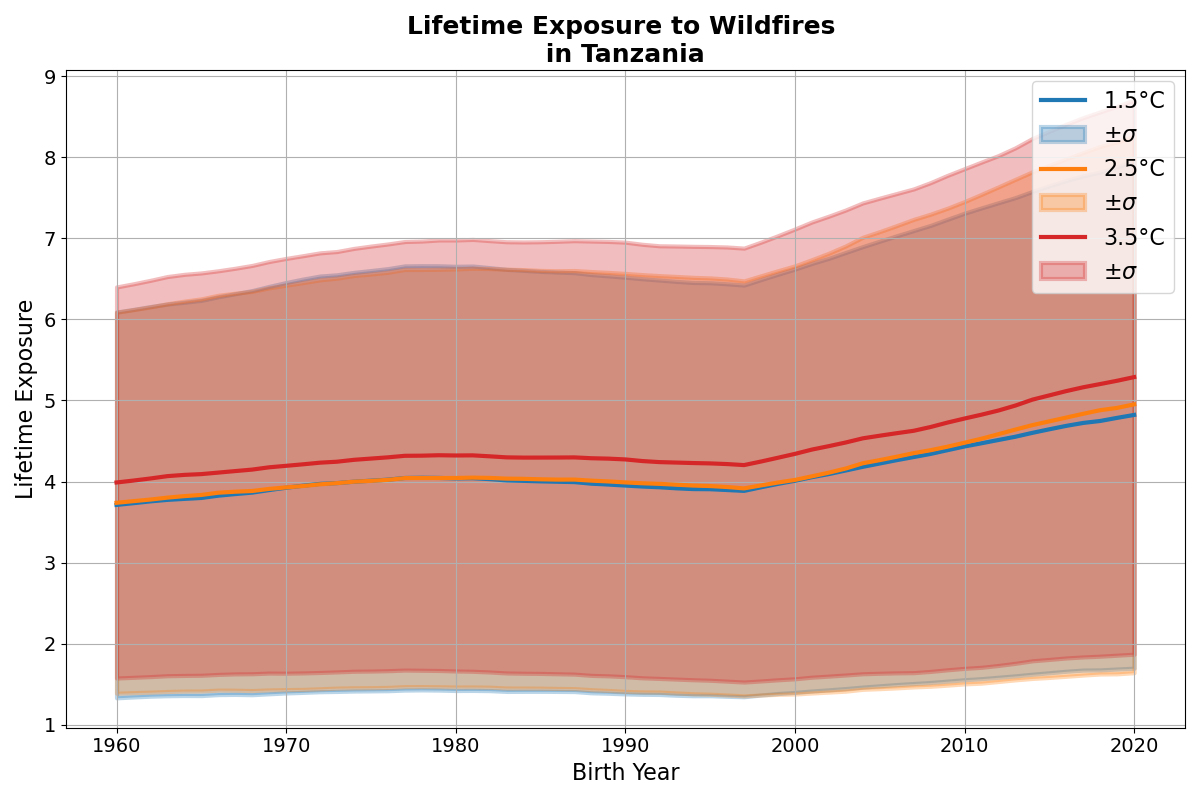 Lifetime Exposure to Wildfires
in Tanzania
9
8
7
6
5
4
3
2
1
Lifetime Exposure
1960
1970
1980
1990
2000
2010
2020
Birth Year
1.5°C
±σ
2.5°C
±σ
3.5°C
±σ